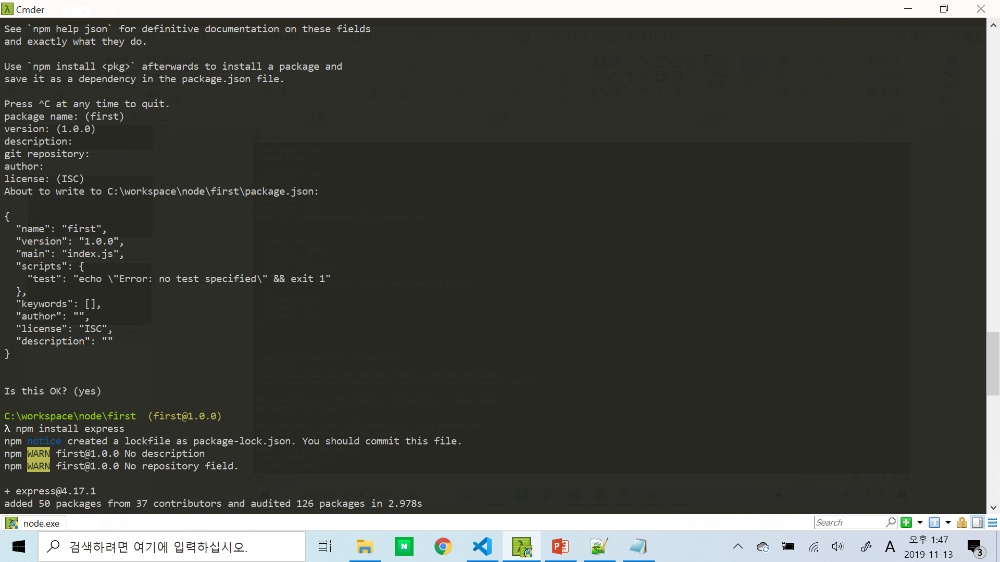 Cmder
See `npm help json` for definitive documentation on these fields
and exactly what they do.
Use `npm install <pkg>` afterwards to install a package and
save it as a dependency in the package.json file.
Press ^C at any time to quit.
package name: (first)
version: (1.0.0)
description:
git repository:
author:
license: (ISC)
About to write to C:\workspace\node\first\package.json:
{
  "name": "first",
  "version": "1.0.0",
  "main": "index.js",
  "scripts": {
    "test": "echo \"Error: no test specified\" && exit 1"
  },
  "keywords": [],
  "author": "",
  "license": "ISC",
  "description": ""
}
Is this OK? (yes)
C:\workspace\node\first  (first@1.0.0)
λ npm install express
npm notice created a lockfile as package-lock.json. You should commit this file.
npm WARN first@1.0.0 No description
npm WARN first@1.0.0 No repository field.
+ express@4.17.1
added 50 packages from 37 contributors and audited 126 packages in 2.978s
node.exe
Search
검색하려면 여기에 입력하십시오.
A
오후 1:47
2019-11-13
3